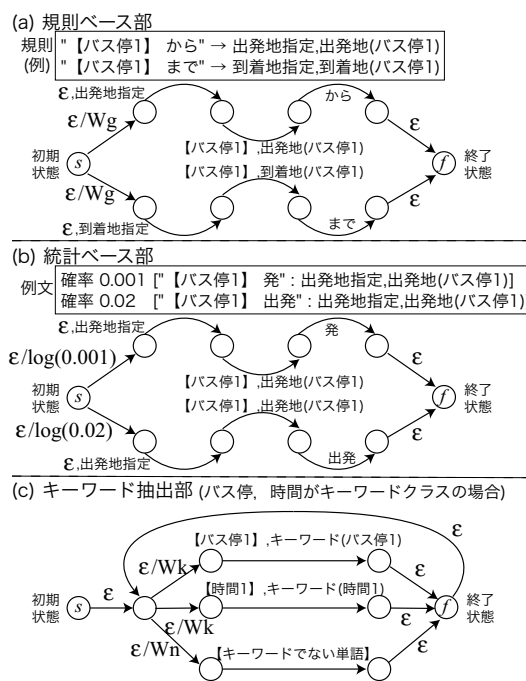 (a) 規則ベース部
規則 "【バス停1】 から" → 出発地指定,出発地(バス停1)
(例) "【バス停1】 まで" → 到着地指定,到着地(バス停1)
ε,出発地指定
から
ε/Wg
ε
初期状態
s
【バス停1】,出発地(バス停1)
【バス停1】,到着地(バス停1)
f
終了状態
ε/Wg
ε
ε,到着地指定
まで
(b) 統計ベース部
例文 確率 0.001 ["【バス停1】 発" : 出発地指定,出発地(バス停1)]
確率 0.02 ["【バス停1】 出発" : 出発地指定,出発地(バス停1)]
ε,出発地指定
発
ε/log(0.001)
ε
初期状態
s
【バス停1】,出発地(バス停1)
【バス停1】,出発地(バス停1)
f
終了状態
ε/log(0.02)
ε
ε,出発地指定
出発
(c) キーワード抽出部 (バス停，時間がキーワードクラスの場合)
ε
【バス停1】,キーワード(バス停1)
ε/Wk
ε
初期状態
s
ε
【時間1】,キーワード(時間1)
ε/Wk
ε
f
終了状態
ε/Wn
【キーワードでない単語】
ε